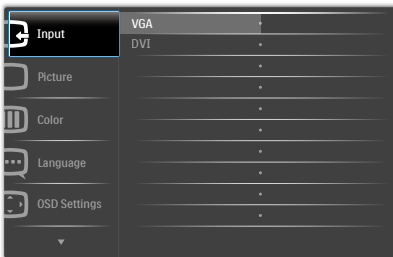 Input
Picture
Color
Language
OSD Settings
VGA
DVI